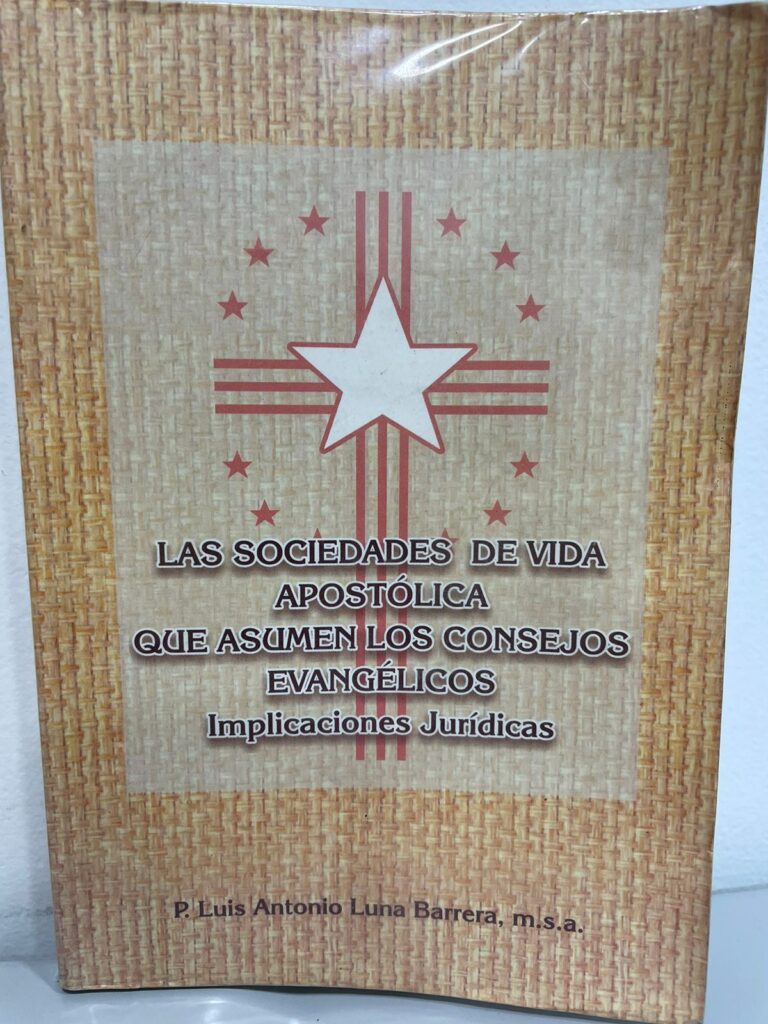 LAS SOCIEDADES DE VIDA
APOSTÓLICA
QUE ASUMEN LOS CONSEJOS
EVANGÉLICOS
Implicaciones Jurídicas
P. Luis Antonio Luna Barrera, m.s.a.